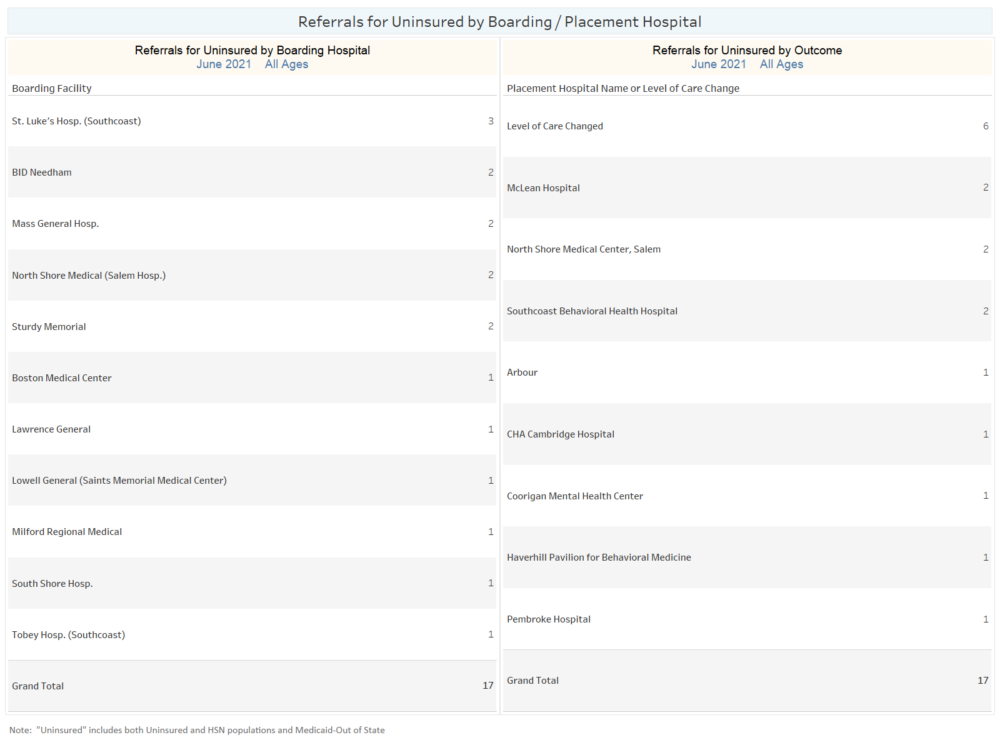 Referrals for Uninsured by Boarding / Placement Hospital
Referrals for Uninsured by Boarding Hospital
June 2021 All Ages
Boarding Facility
St. Luke’s Hosp. (Southcoast) 3
BID Needham 2
Mass General Hosp. 2
North Shore Medical (Salem Hosp.) 2
Sturdy Memorial 2
Boston Medical Center 1
Lawrence General 1
Lowell General (Saints Memorial Medical Center) 1
Milford Regional Medical 1
South Shore Hosp. 1
Tobey Hosp. (Southcoast) 1
Grand Total 17
Referrals for Uninsured by Outcome
June 2021 All Ages
Placement Hospital Name or Level of Care Change
Level of Care Changed 6
McLean Hospital 2
North Shore Medical Center, Salem 2
Southcoast Behavioral Health Hospital 2
Arbour 1
CHA Cambridge Hospital 1
Coorigan Mental Health Center 1
Haverhill Pavilion for Behavioral Medicine 1
Pembroke Hospital 1
Grand Total 17
Note: "Uninsured" includes both Uninsured and HSN populations and Medicaid-Out of State